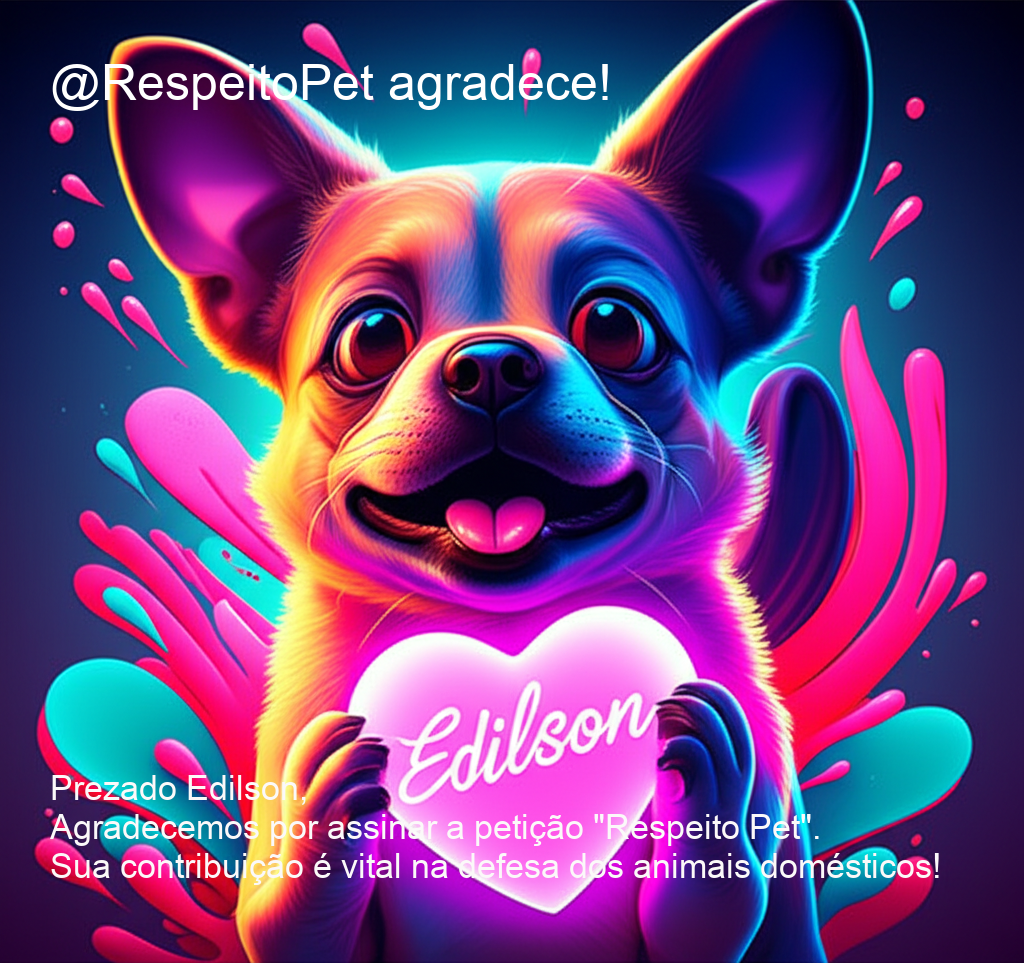 @RespeitoPet agradece!
Edilson
Prezado Edilson,
Agradecemos por assinar a petição "Respeito Pet".
Sua contribuição é vital na defesa dos animais domésticos!